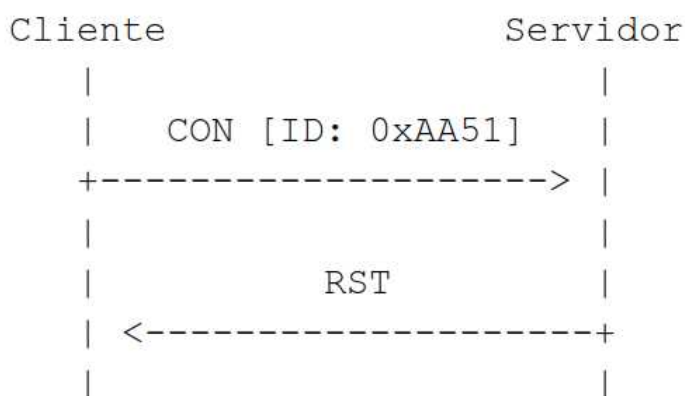 Cliente Servidor
| |
| CON [ID: 0xAA51] |
+--------------------> |
| |
| RST |
| <--------------------+
| |